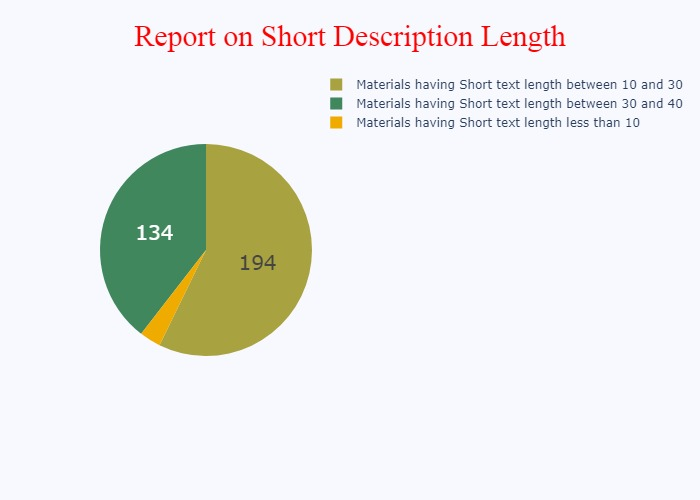 Report on Short Description Length
Materials having Short text length between 10 and 30
Materials having Short text length between 30 and 40
Materials having Short text length less than 10
134
194